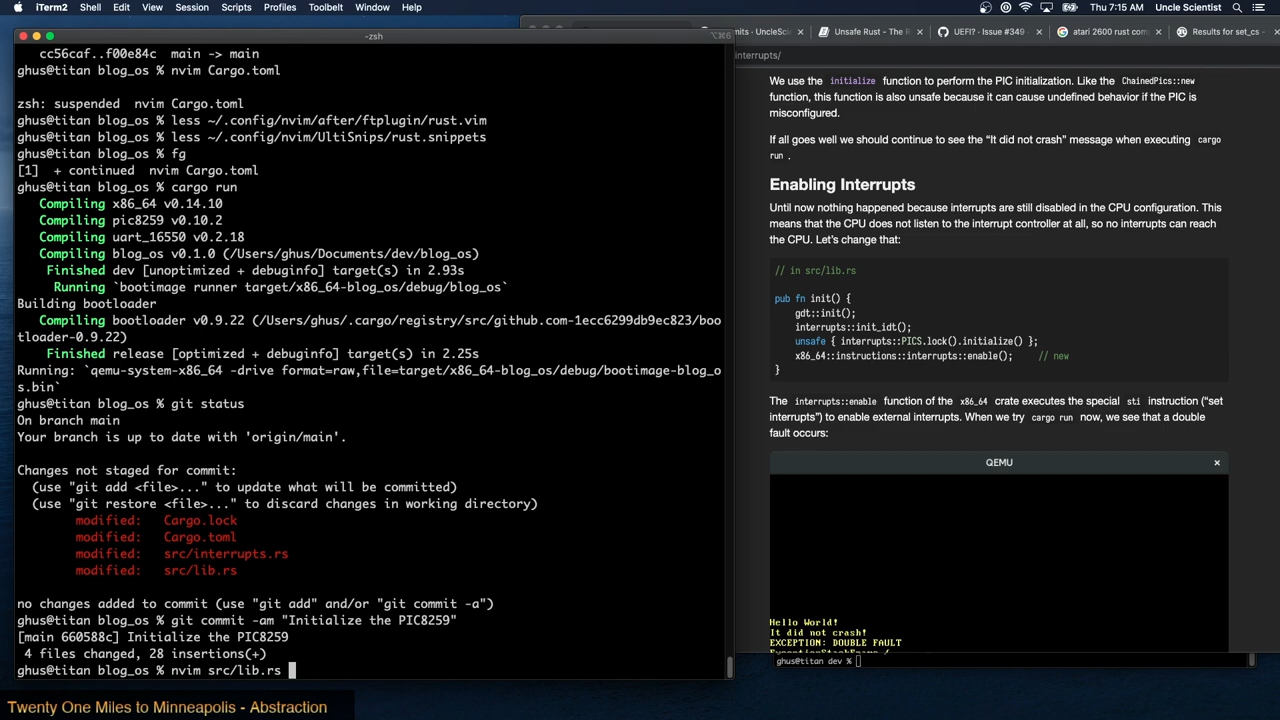 iTerm2 Shell Edit View Session Scripts Profiles Toolbelt Window Help Thu 7:15 AM Uncle Scientist
-zsh
⌥⌘6
cc56caf..f00e84c main -> main
ghus@titan blog_os % nvim Cargo.toml
zsh: suspended nvim Cargo.toml
ghus@titan blog_os % less ~/.config/nvim/after/ftplugin/rust.vim
ghus@titan blog_os % less ~/.config/nvim/UltiSnips/rust.snippets
ghus@titan blog_os % fg
[1] + continued nvim Cargo.toml
ghus@titan blog_os % cargo run
Compiling x86_64 v0.14.10
Compiling pic8259 v0.10.2
Compiling uart_16550 v0.2.18
Compiling blog_os v0.1.0 (/Users/ghus/Documents/dev/blog_os)
Finished dev [unoptimized + debuginfo] target(s) in 2.93s
Running `bootimage runner target/x86_64-blog_os/debug/blog_os`
Building bootloader
Compiling bootloader v0.9.22 (/Users/ghus/.cargo/registry/src/github.com-1ecc6299db9ec823/boo
tloader-0.9.22)
Finished release [optimized + debuginfo] target(s) in 2.25s
Running: `qemu-system-x86_64 -drive format=raw,file=target/x86_64-blog_os/debug/bootimage-blog_o
s.bin`
ghus@titan blog_os % git status
On branch main
Your branch is up to date with 'origin/main'.
Changes not staged for commit:
(use "git add <file>..." to update what will be committed)
(use "git restore <file>..." to discard changes in working directory)
modified: Cargo.lock
modified: Cargo.toml
modified: src/interrupts.rs
modified: src/lib.rs
no changes added to commit (use "git add" and/or "git commit -a")
ghus@titan blog_os % git commit -am "Initialize the PIC8259"
[main 660588c] Initialize the PIC8259
4 files changed, 28 insertions(+)
ghus@titan blog_os % nvim src/lib.rs
mits · UncleSci × Unsafe Rust - The R × UEFI? · Issue #349 · × atari 2600 rust com × Results for set_cs -
interrupts/
We use the initialize function to perform the PIC initialization. Like the ChainedPics::new
function, this function is also unsafe because it can cause undefined behavior if the PIC is
misconfigured.
If all goes well we should continue to see the “It did not crash” message when executing cargo
run .
Enabling Interrupts
Until now nothing happened because interrupts are still disabled in the CPU configuration. This
means that the CPU does not listen to the interrupt controller at all, so no interrupts can reach
the CPU. Let’s change that:
// in src/lib.rs
pub fn init() {
gdt::init();
interrupts::init_idt();
unsafe { interrupts::PICS.lock().initialize() };
x86_64::instructions::interrupts::enable(); // new
}
The interrupts::enable function of the x86_64 crate executes the special sti instruction (“set
interrupts”) to enable external interrupts. When we try cargo run now, we see that a double
fault occurs:
QEMU ×
Hello World!
It did not crash!
EXCEPTION: DOUBLE FAULT
ghus@titan dev %
Twenty One Miles to Minneapolis - Abstraction